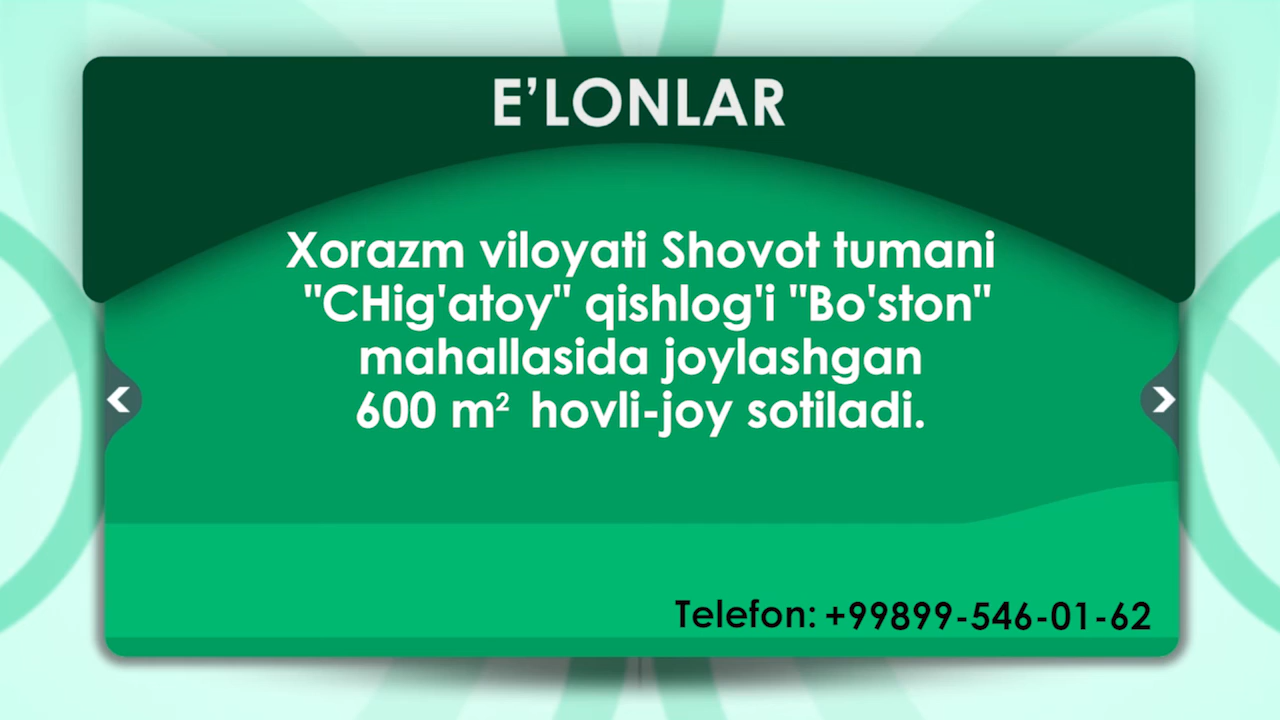 E’LONLAR
Xorazm viloyati Shovot tumani
"CHig'atoy" qishlog'i "Bo'ston"
mahallasida joylashgan
600 m² hovli-joy sotiladi.
Telefon: +99899-546-01-62